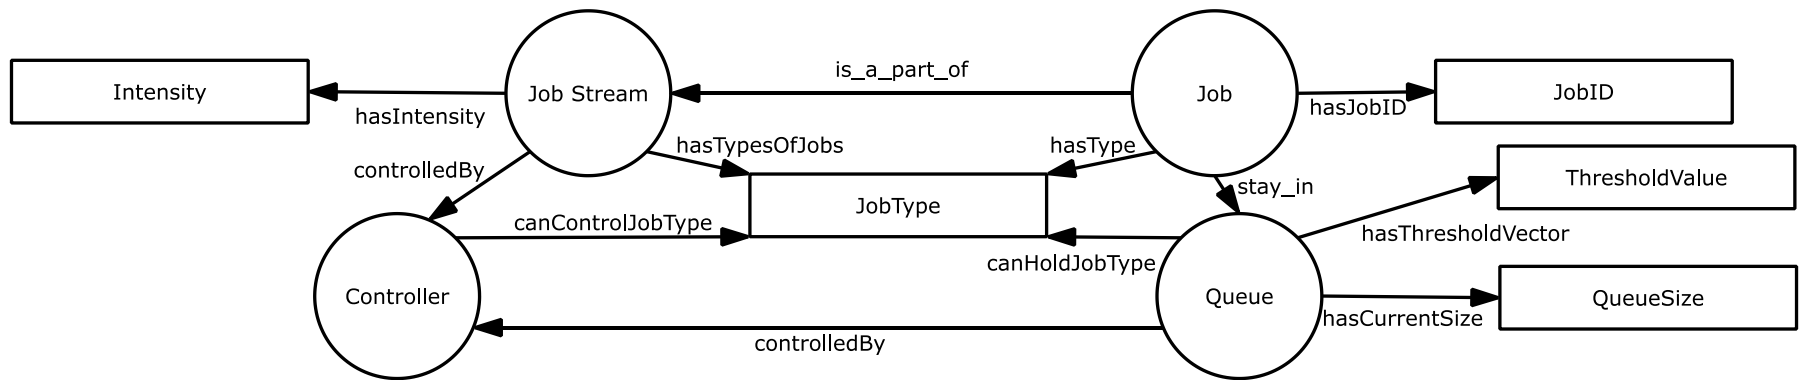 is_a_part_of
Intensity
Job Stream
Job
JobID
hasIntensity
hasJobID
hasTypesOfJobs
hasType
controlledBy
stay_in
ThresholdValue
JobType
canControlJobType
hasThresholdVector
canHoldJobType
Controller
Queue
QueueSize
hasCurrentSize
controlledBy